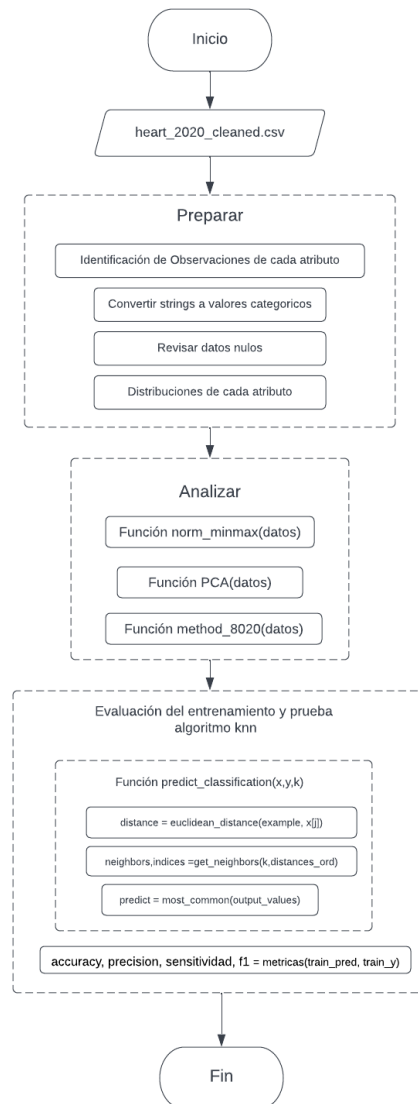 Inicio
heart_2020_cleaned.csv
Preparar
Identificación de Observaciones de cada atributo
Convertir strings a valores categoricos
Revisar datos nulos
Distribuciones de cada atributo
Analizar
Función norm_minmax(datos)
Función PCA(datos)
Función method_8020(datos)
Evaluación del entrenamiento y prueba
algoritmo knn
Función predict_classification(x,y,k)
distance = euclidean_distance(example, x[j])
neighbors,indices =get_neighbors(k,distances_ord)
predict = most_common(output_values)
accuracy, precision, sensitividad, f1 = metricas(train_pred, train_y)
Fin